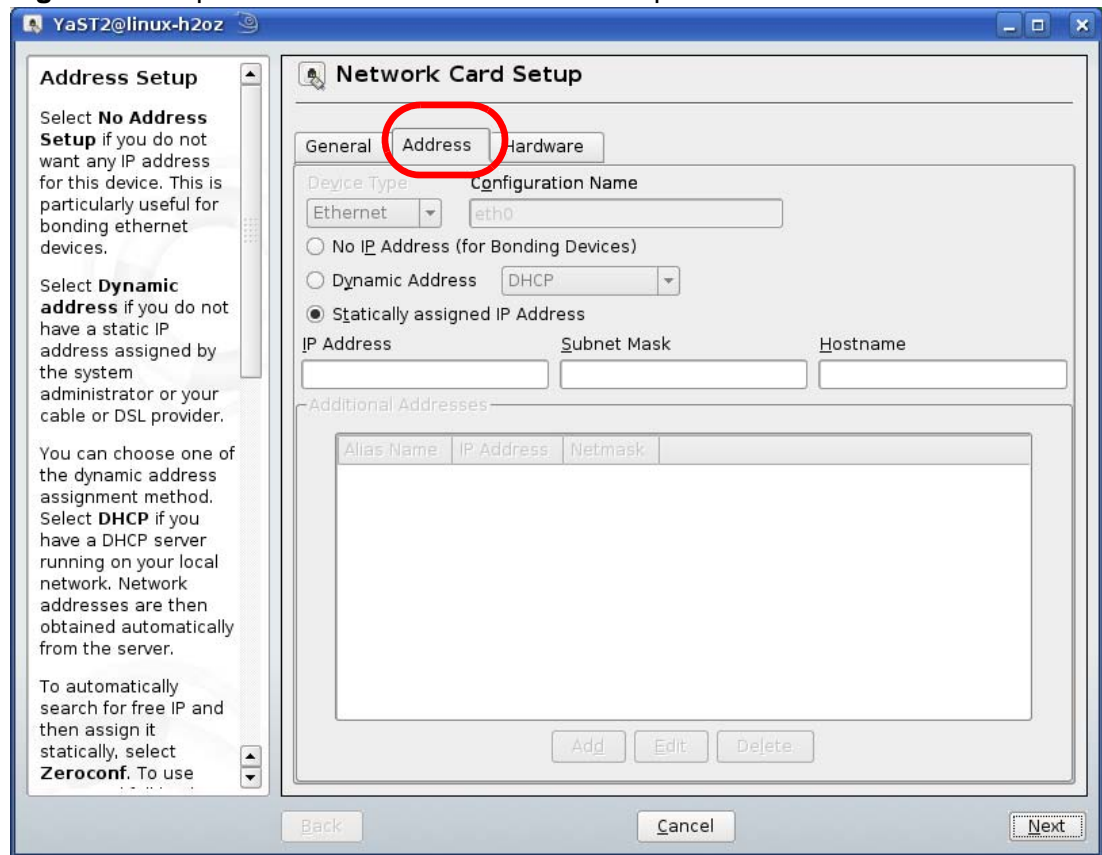 YaST2@linux-h2oz
Address Setup
Select No Address
Setup if you do not
want any IP address
for this device. This is
particularly useful for
bonding ethernet
devices.
Select Dynamic
address if you do not
have a static IP
address assigned by
the system
administrator or your
cable or DSL provider.
You can choose one of
the dynamic address
assignment method.
Select DHCP if you
have a DHCP server
running on your local
network. Network
addresses are then
obtained automatically
from the server.
To automatically
search for free IP and
then assign it
statically, select
Zeroconf. To use
Network Card Setup
General Address Hardware
Device Type Configuration Name
Ethernet eth0
No IP Address (for Bonding Devices)
Dynamic Address DHCP
Statically assigned IP Address
IP Address Subnet Mask Hostname
Additional Addresses
Alias Name IP Address Netmask
Add Edit Delete
Back Cancel Next